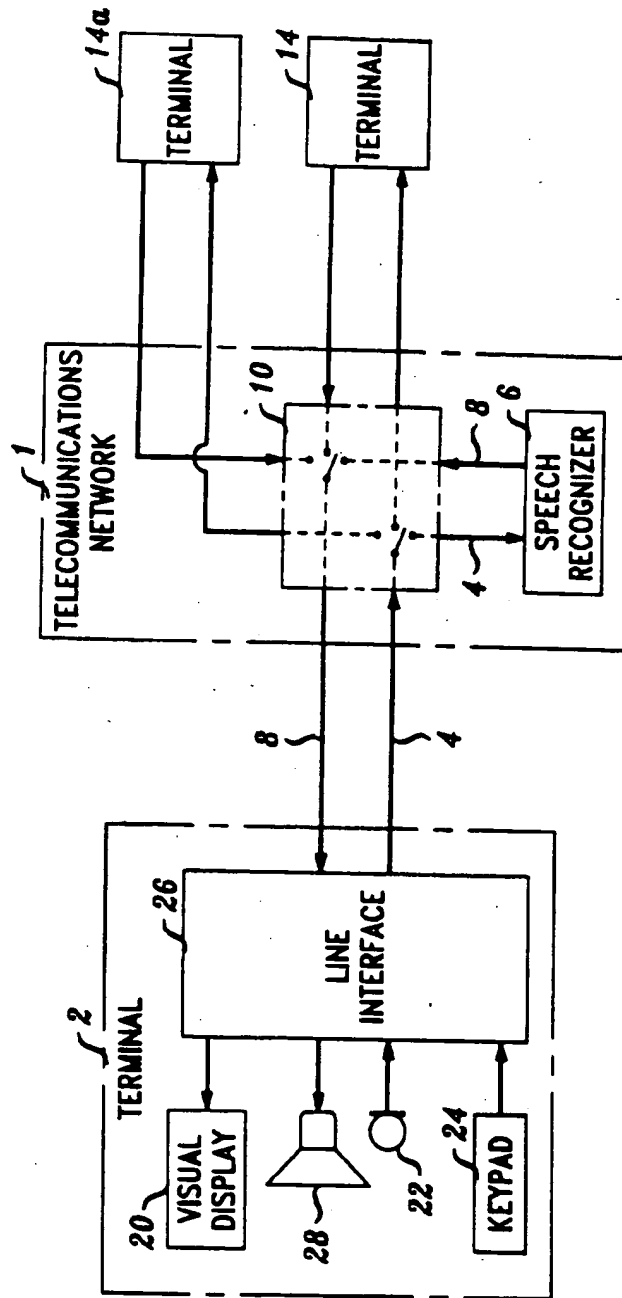 14a
TERMINAL
14
TERMINAL
1
TELECOMMUNICATIONS
NETWORK
10
8
6
SPEECH
RECOGNIZER
4
8
4
2
TERMINAL
26
LINE
INTERFACE
20
VISUAL
DISPLAY
28
22
24
KEYPAD